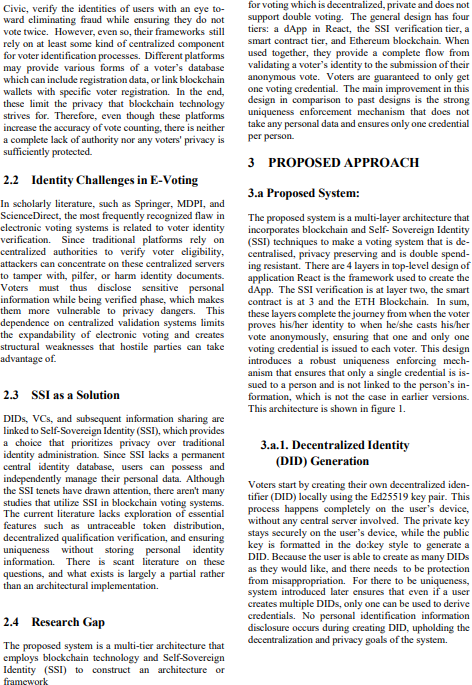 Civic, verify the identities of users with an eye to-
ward eliminating fraud while ensuring they do not
vote twice. However, even so, their frameworks still
rely on at least some kind of centralized component
for voter identification processes. Different platforms
may provide various forms of a voter's database
which can include registration data, or link blockchain
wallets with specific voter registration. In the end,
these limit the privacy that blockchain technology
strives for. Therefore, even though these platforms
increase the accuracy of vote counting, there is neither
a complete lack of authority nor any voters' privacy is
sufficiently protected.
2.2 Identity Challenges in E-Voting
In scholarly literature, such as Springer, MDPI, and
ScienceDirect, the most frequently recognized flaw in
electronic voting systems is related to voter identity
verification. Since traditional platforms rely on
centralized authorities to verify voter eligibility,
attackers can concentrate on these centralized servers
to tamper with, pilfer, or harm identity documents.
Voters must thus disclose sensitive personal
information while being verified phase, which makes
them more vulnerable to privacy dangers. This
dependence on centralized validation systems limits
the expandability of electronic voting and creates
structural weaknesses that hostile parties can take
advantage of.
2.3 SSI as a Solution
DIDs, VCs, and subsequent information sharing are
linked to Self-Sovereign Identity (SSI), which provides
a choice that prioritizes privacy over traditional
identity administration. Since SSI lacks a permanent
central identity database, users can possess and
independently manage their personal data. Although
the SSI tenets have drawn attention, there aren't many
studies that utilize SSI in blockchain voting systems.
The current literature lacks exploration of essential
features such as untraceable token distribution,
decentralized qualification verification, and ensuring
uniqueness without storing personal identity
information. There is scant literature on these
questions, and what exists is largely a partial rather
than an architectural implementation.
2.4 Research Gap
The proposed system is a multi-tier architecture that
employs blockchain technology and Self-Sovereign
Identity (SSI) to construct an architecture or
framework
for voting which is decentralized, private and does not
support double voting. The general design has four
tiers: a dApp in React, the SSI verification tier, a
smart contract tier, and Ethereum blockchain. When
used together, they provide a complete flow from
validating a voter's identity to the submission of their
anonymous vote. Voters are guaranteed to only get
one voting credential. The main improvement in this
design in comparison to past designs is the strong
uniqueness enforcement mechanism that does not
take any personal data and ensures only one credential
per person.
3 PROPOSED APPROACH
3.a Proposed System:
The proposed system is a multi-layer architecture that
incorporates blockchain and Self- Sovereign Identity
(SSI) techniques to make a voting system that is de-
centralised, privacy preserving and is double spend-
ing resistant. There are 4 layers in top-level design of
application React is the framework used to create the
dApp. The SSI verification is at layer two, the smart
contract is at 3 and the ETH Blockchain. In sum,
these layers complete the journey from when the voter
proves his/her identity to when he/she casts his/her
vote anonymously, ensuring that one and only one
voting credential is issued to each voter. This design
introduces a robust uniqueness enforcing mech-
anism that ensures that only a single credential is is-
sued to a person and is not linked to the person's in-
formation, which is not the case in earlier versions.
This architecture is shown in figure 1.
3.a.1. Decentralized Identity
(DID) Generation
Voters start by creating their own decentralized iden-
tifier (DID) locally using the Ed25519 key pair. This
process happens completely on the user's device,
without any central server involved. The private key
stays securely on the user's device, while the public
key is formatted in the do:key style to generate a
DID. Because the user is able to create as many DIDs
as they would like, and there needs to be protection
from misappropriation. For there to be uniqueness,
system introduced later ensures that even if a user
creates multiple DIDs, only one can be used to derive
credentials. No personal identification information
disclosure occurs during creating DID, upholding the
decentralization and privacy goals of the system.